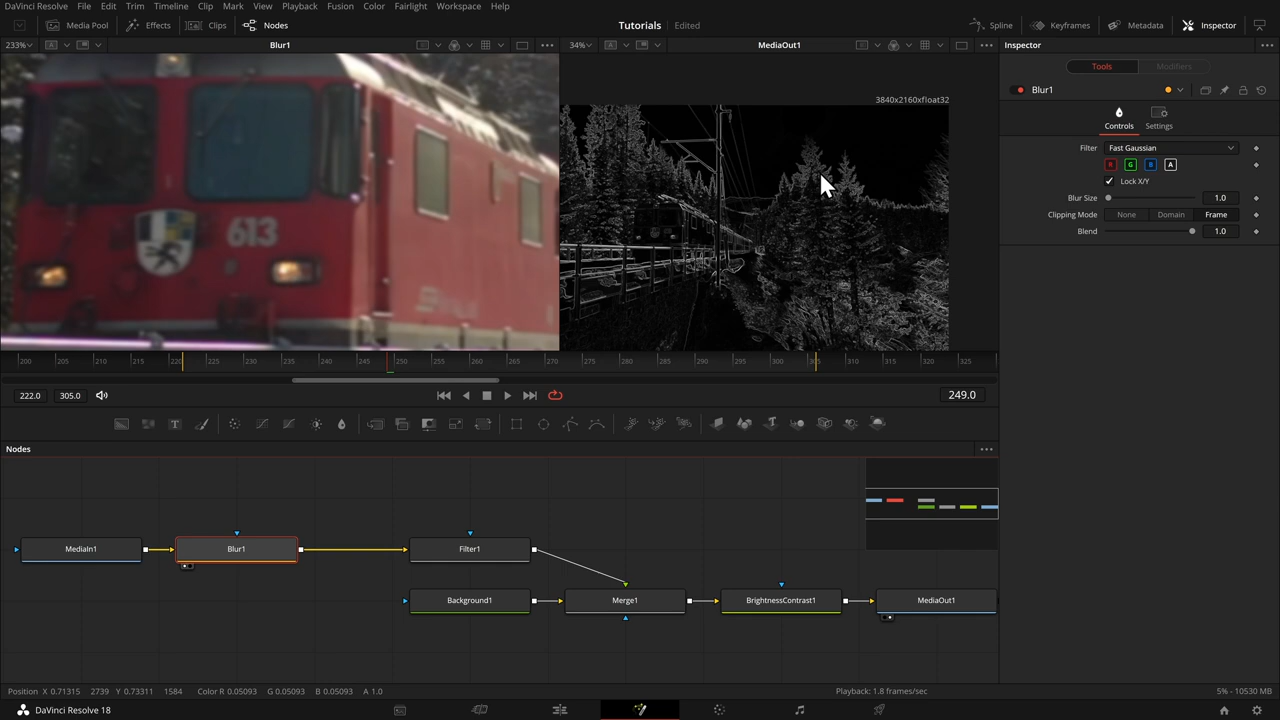 DaVinci Resolve File Edit Trim Timeline Clip Mark View Playback Fusion Color Fairlight Workspace Help
Media Pool Effects Clips Nodes Tutorials Edited Spline Keyframes Metadata Inspector
233% Blur1 34% MediaOut1 Inspector
Tools Modifiers
Blur1
3840x2160xfloat32
Controls Settings
Filter Fast Gaussian
R G B A
Lock X/Y
Blur Size 1.0
Clipping Mode None Domain Frame
Blend 1.0
613
200 205 210 215 220 225 230 235 240 245 250 255 260 265 270 275 280 285 290 295 300 305 310 315 320 325
222.0 305.0 249.0
Nodes
MediaIn1 Blur1 Filter1
Background1 Merge1 BrightnessContrast1 MediaOut1
Position X 0.71315 2739 Y 0.73311 1584 Color R 0.05093 G 0.05093 B 0.05093 A 1.0 Playback: 1.8 frames/sec 5% - 10530 MB
DaVinci Resolve 18